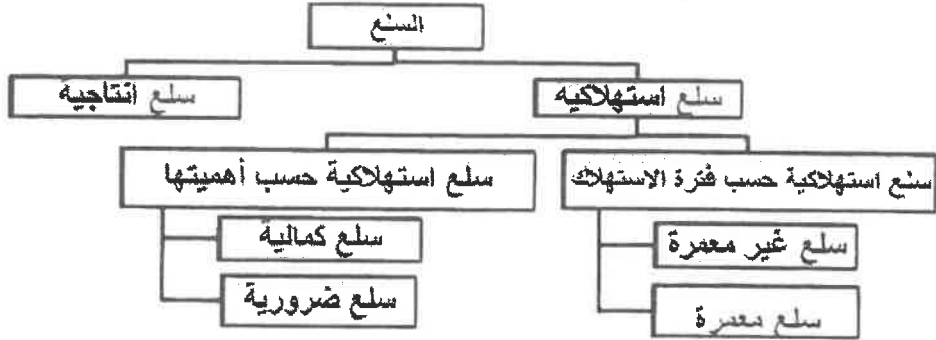 السلع
سلع استهلاكيه
سلع انتاجية
سلع استهلاكية حسب فترة الاستهلاك
سلع استهلاكية حسب أهميتها
سلع غير معمرة
سلع كمالية
سلع معمرة
سلع ضرورية